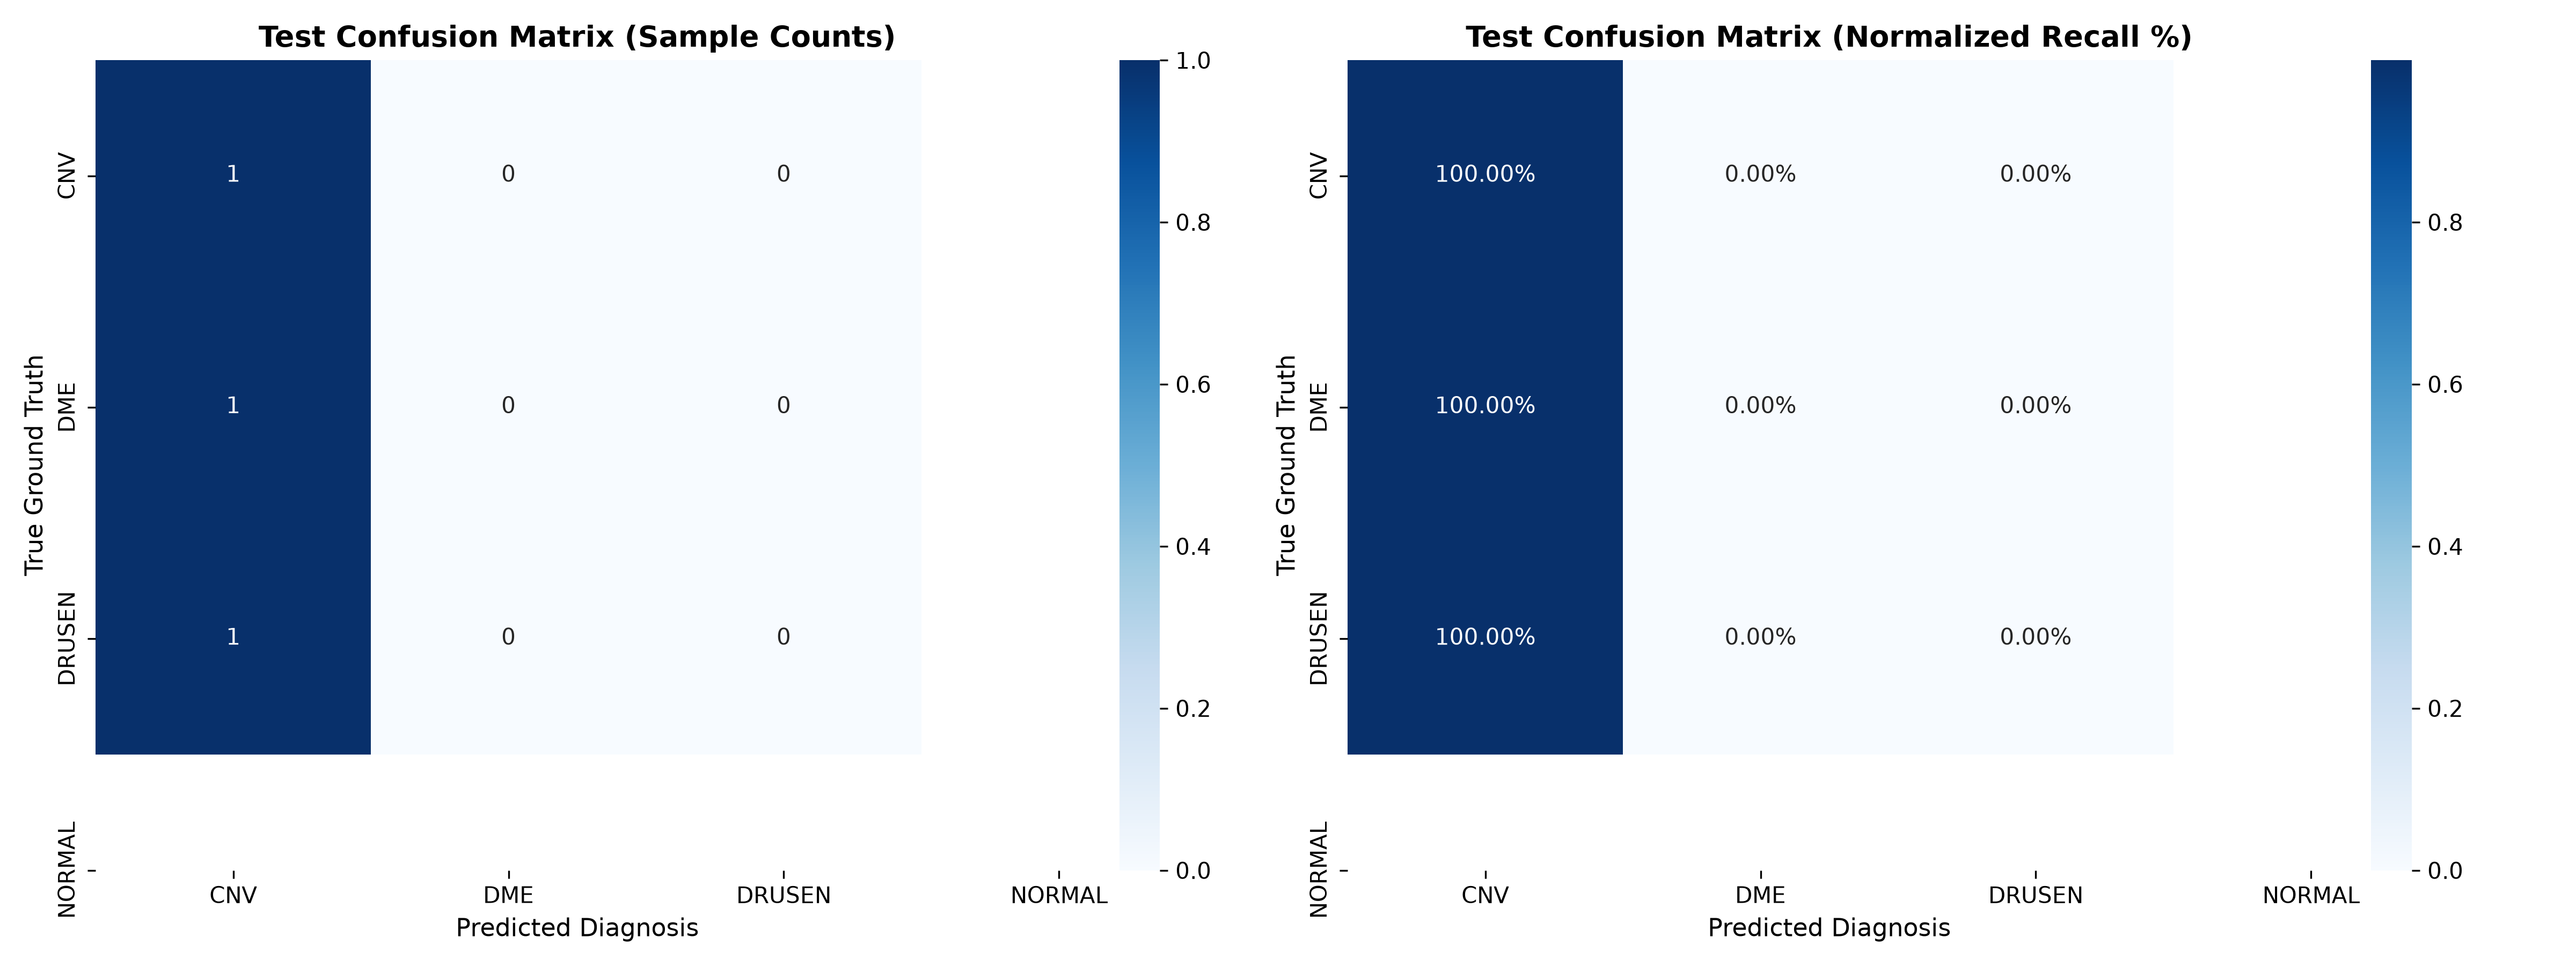 Test Confusion Matrix (Sample Counts)
True Ground Truth
CNV
DME
DRUSEN
NORMAL
1 0 0
1 0 0
1 0 0
CNV DME DRUSEN NORMAL
Predicted Diagnosis
1.0
0.8
0.6
0.4
0.2
0.0
Test Confusion Matrix (Normalized Recall %)
True Ground Truth
CNV
DME
DRUSEN
NORMAL
100.00% 0.00% 0.00%
100.00% 0.00% 0.00%
100.00% 0.00% 0.00%
CNV DME DRUSEN NORMAL
Predicted Diagnosis
0.8
0.6
0.4
0.2
0.0